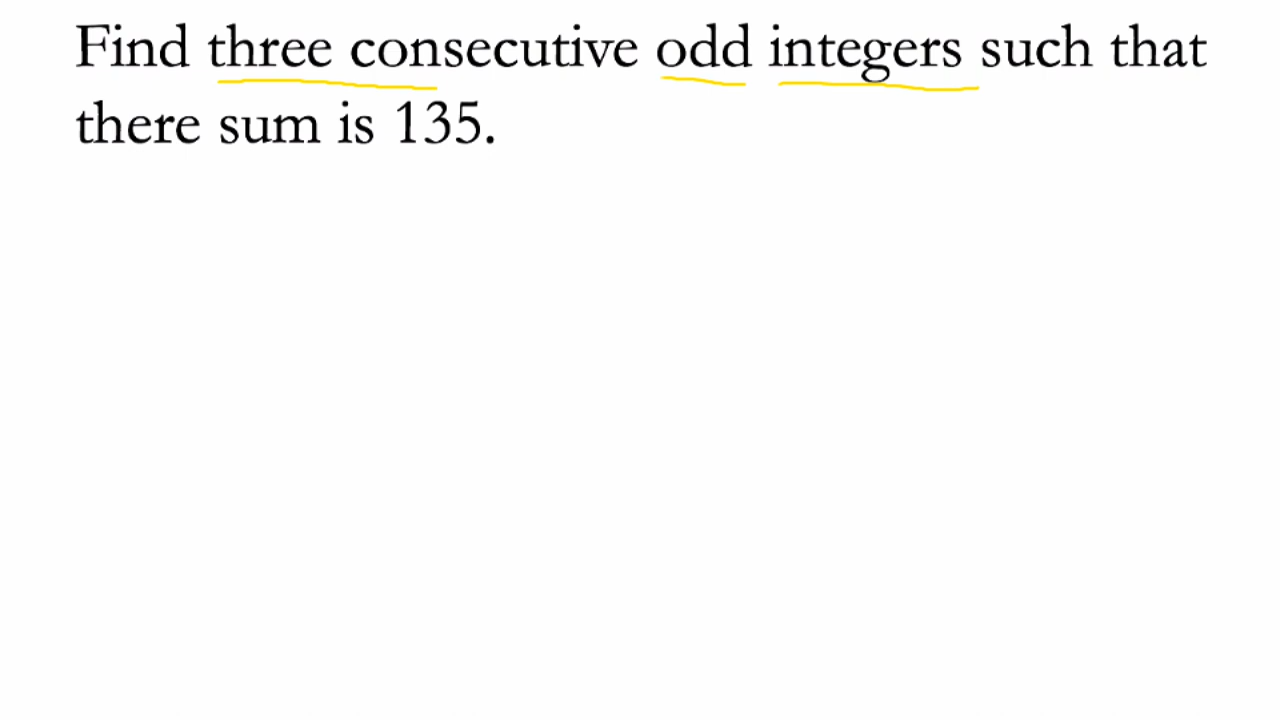 Find three consecutive odd integers such that
there sum is 135.